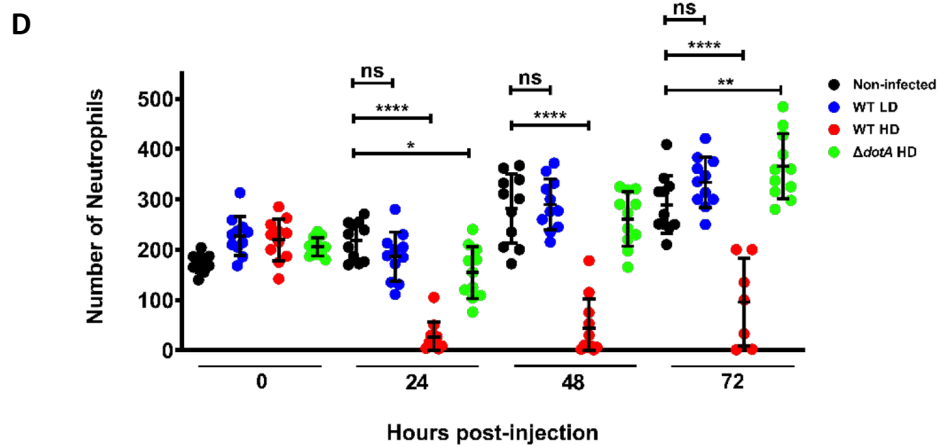 D
ns
****
**
ns
****
*
ns
****
Non-infected
WT LD
WT HD
ΔdotA HD
Number of Neutrophils
500
400
300
200
100
0
0 24 48 72
Hours post-injection